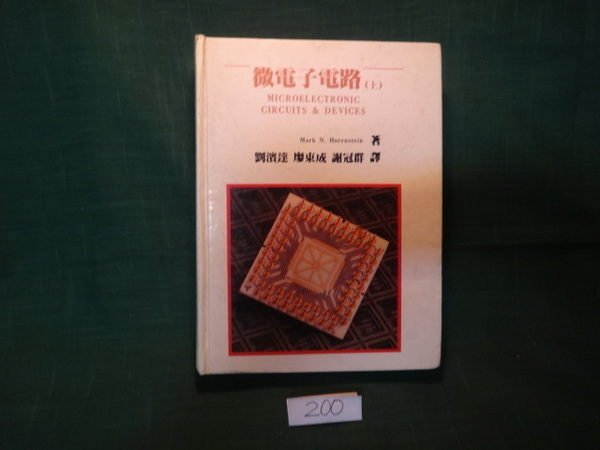 微電子電路(上)
MICROELECTRONIC
CIRCUITS & DEVICES
Mark N. Horenstein 著
劉濱達 廖東成 謝冠群 譯
200